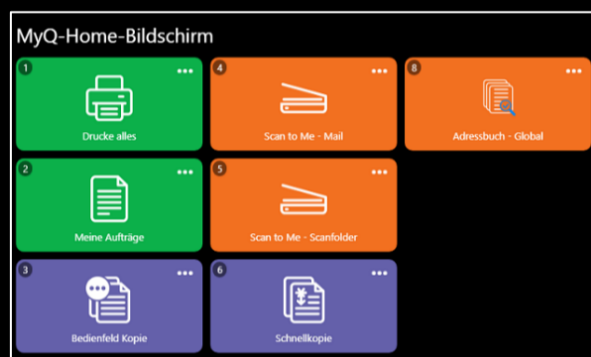 MyQ-Home-Bildschirm
1
Drucke alles
4
Scan to Me - Mail
8
Adressbuch - Global
2
Meine Aufträge
5
Scan to Me - Scanfolder
3
Bedienfeld Kopie
6
Schnellkopie